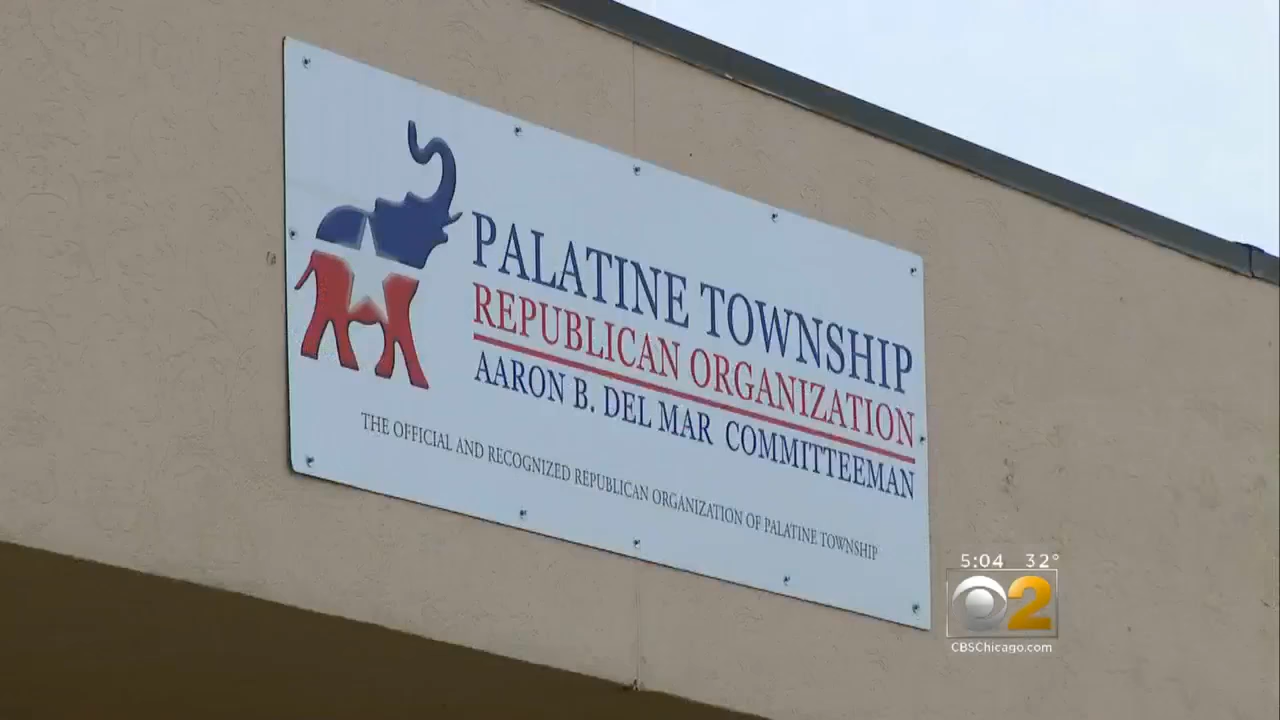 PALATINE TOWNSHIP
REPUBLICAN ORGANIZATION
AARON B. DEL MAR COMMITTEEMAN
THE OFFICIAL AND RECOGNIZED REPUBLICAN ORGANIZATION OF PALATINE TOWNSHIP
5:04 32°
2
CBSChicago.com